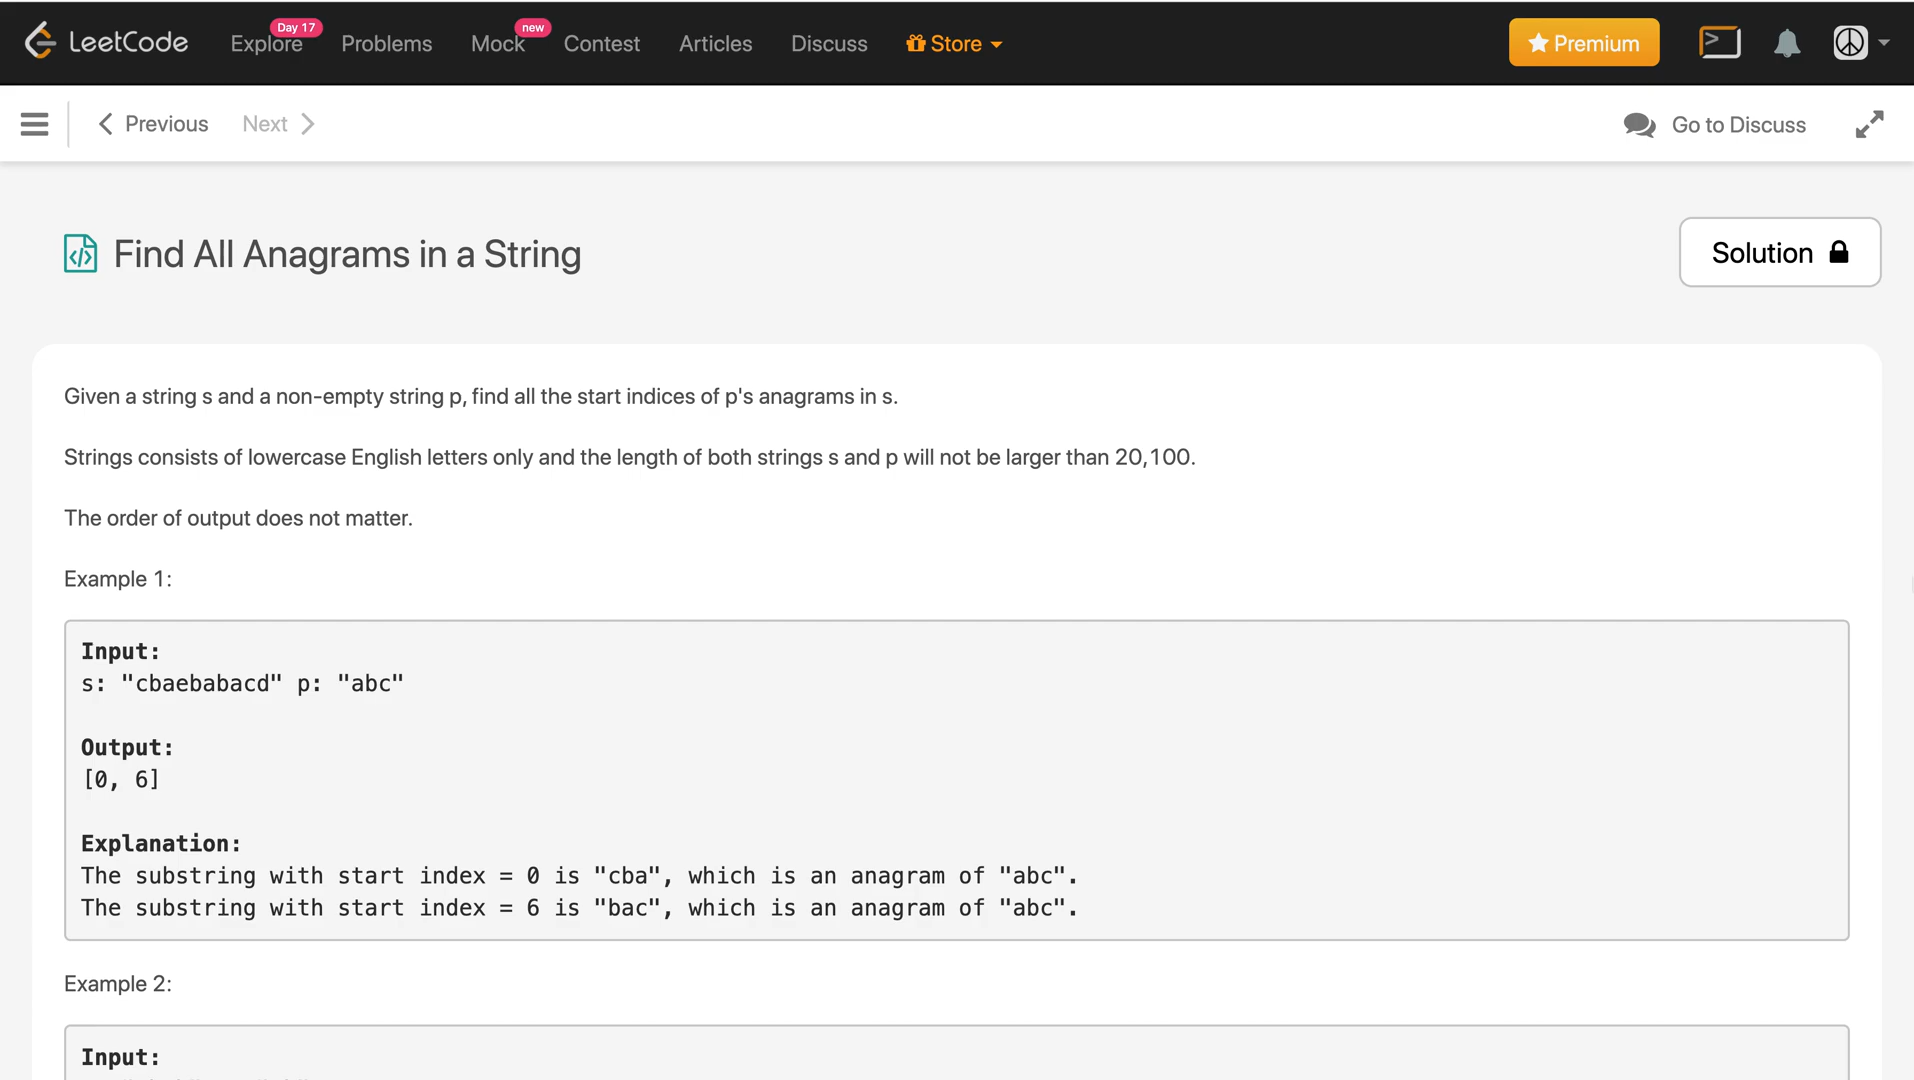 LeetCode
Explore
Day 17
Problems
Mock
new
Contest
Articles
Discuss
Store
Premium
Previous
Next
Go to Discuss
Find All Anagrams in a String
Solution
Given a string s and a non-empty string p, find all the start indices of p's anagrams in s.
Strings consists of lowercase English letters only and the length of both strings s and p will not be larger than 20,100.
The order of output does not matter.
Example 1:
Input:
s: "cbaebabacd" p: "abc"
Output:
[0, 6]
Explanation:
The substring with start index = 0 is "cba", which is an anagram of "abc".
The substring with start index = 6 is "bac", which is an anagram of "abc".
Example 2:
Input: